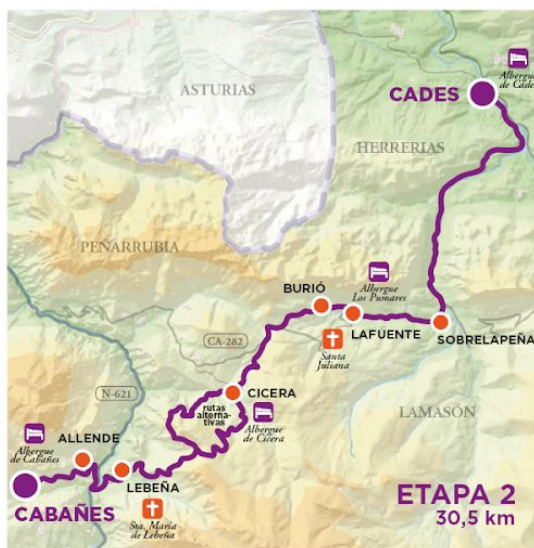 ASTURIAS
Albergue
de Cades
CADES
HERRERIAS
PEÑARRUBIA
BURIÓ
Albergue
Los Pumares
LAFUENTE
SOBRELAPEÑA
CA-282
Santa
Juliana
CICERA
rutas
alterna-
tivas
N-621
Albergue
de Cicera
LAMASÓN
ALLENDE
Albergue
de Cabañes
LEBEÑA
CABAÑES
Sta. María
de Lebeña
ETAPA 2
30,5 km